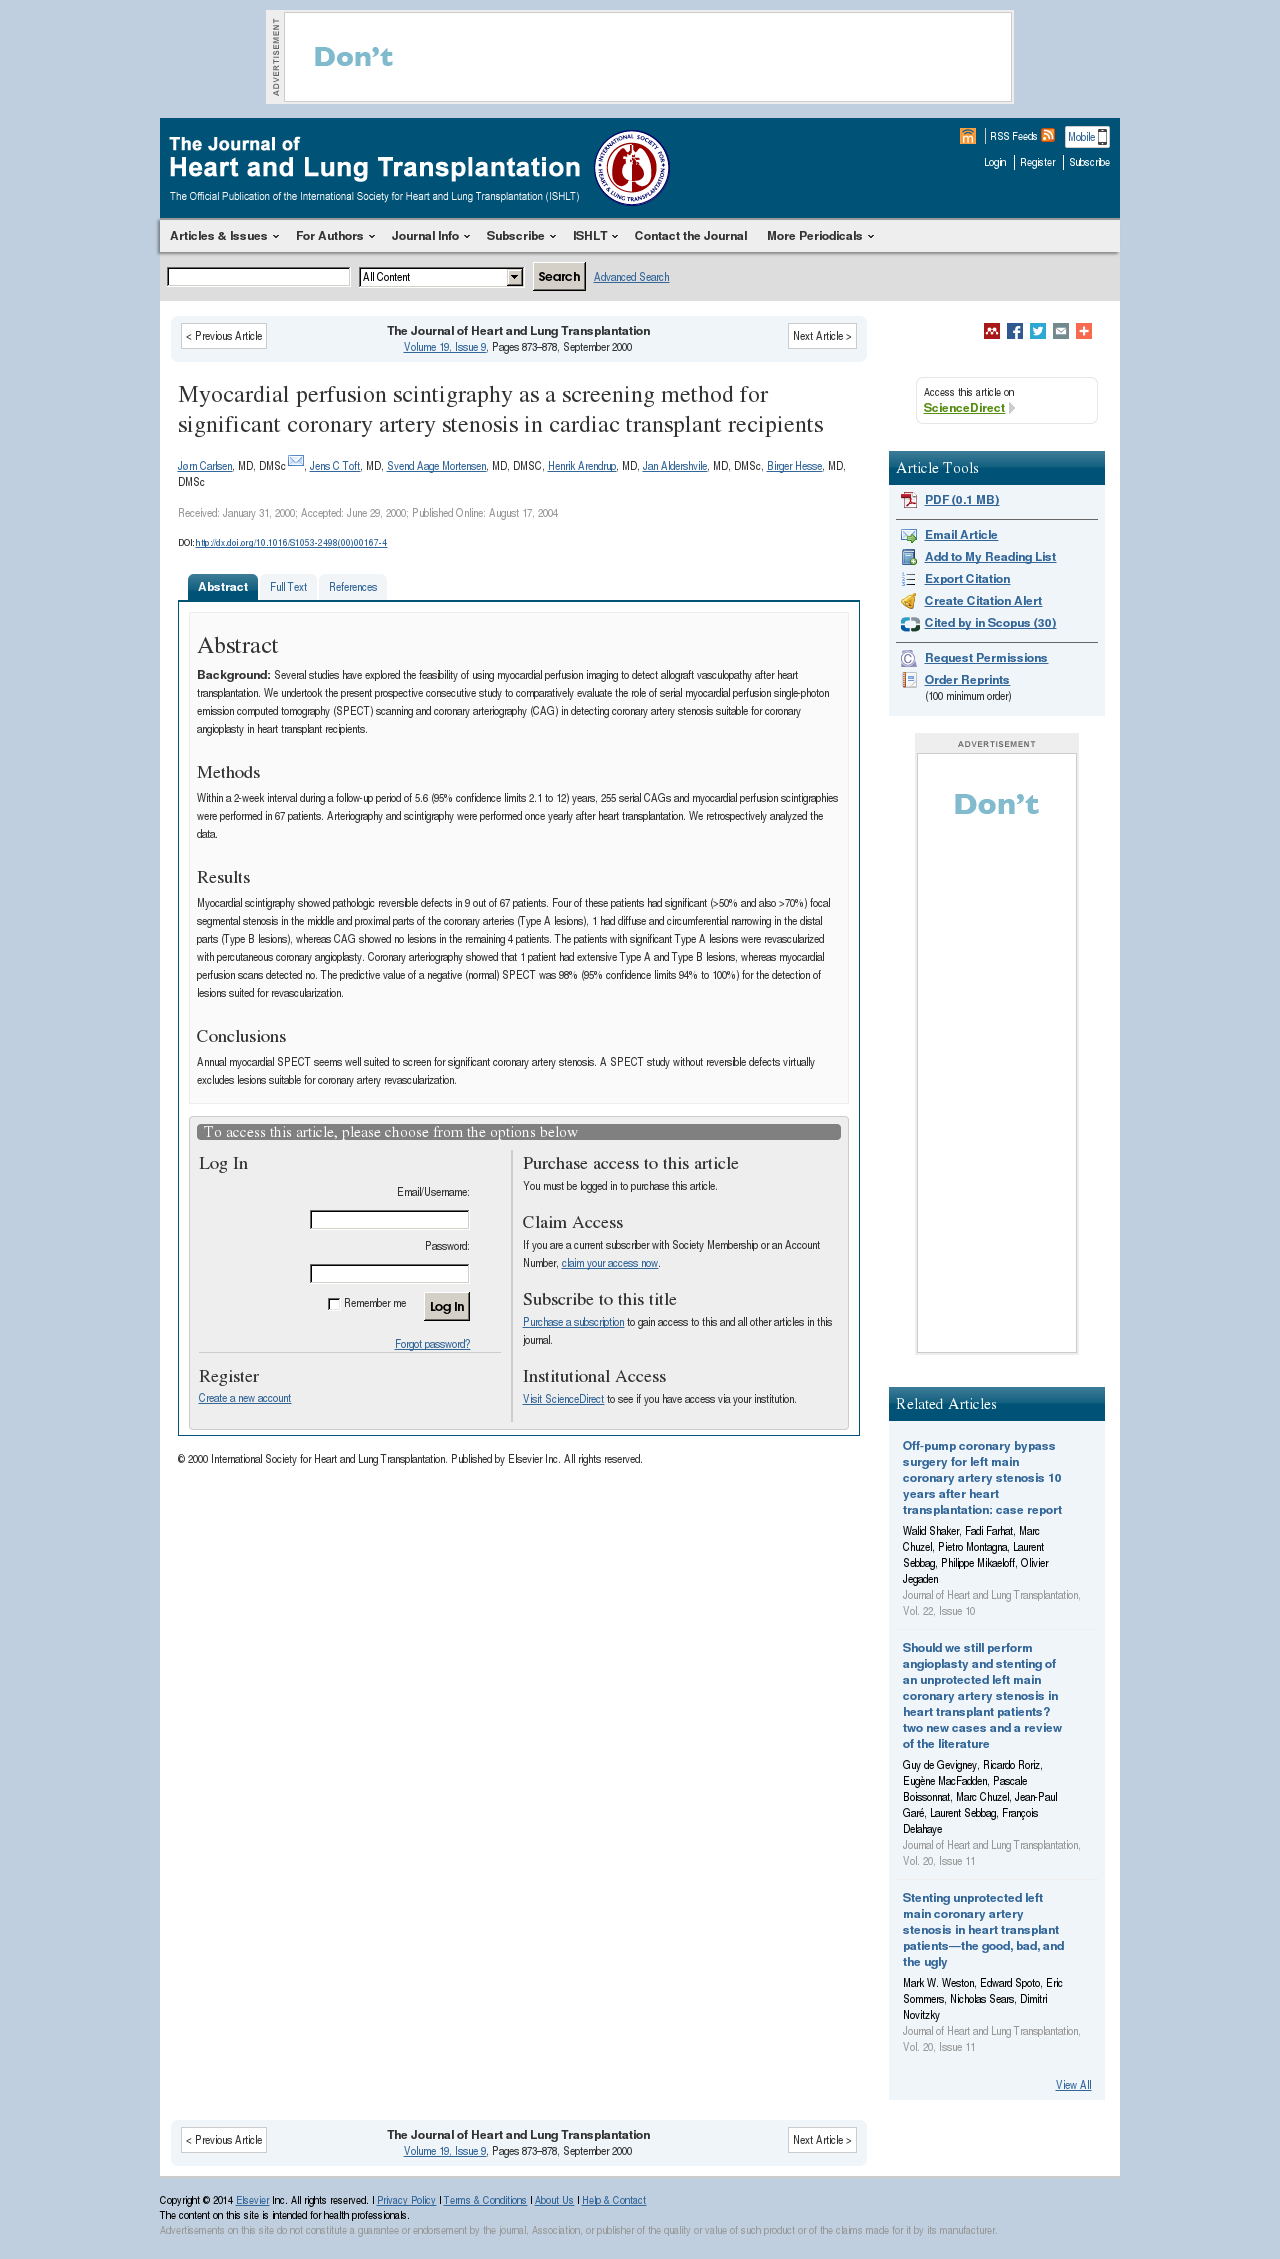 ADVERTISEMENT
Don't
The Journal of
Heart and Lung Transplantation
The Official Publication of the International Society for Heart and Lung Transplantation (ISHLT)
INTERNATIONAL SOCIETY FOR HEART & LUNG TRANSPLANTATION
RSS Feeds
Mobile
Login
Register
Subscribe
Articles & Issues
For Authors
Journal Info
Subscribe
ISHLT
Contact the Journal
More Periodicals
All Content
Search
Advanced Search
< Previous Article
The Journal of Heart and Lung Transplantation
Volume 19, Issue 9, Pages 873–878, September 2000
Next Article >
Myocardial perfusion scintigraphy as a screening method for
significant coronary artery stenosis in cardiac transplant recipients
Jørn Carlsen, MD, DMSc, Jens C Toft, MD, Svend Aage Mortensen, MD, DMSC, Henrik Arendrup, MD, Jan Aldershvile, MD, DMSc, Birger Hesse, MD,
DMSc
Received: January 31, 2000; Accepted: June 29, 2000; Published Online: August 17, 2004
DOI: http://dx.doi.org/10.1016/S1053-2498(00)00167-4
Abstract
Full Text
References
Abstract
Background: Several studies have explored the feasibility of using myocardial perfusion imaging to detect allograft vasculopathy after heart
transplantation. We undertook the present prospective consecutive study to comparatively evaluate the role of serial myocardial perfusion single-photon
emission computed tomography (SPECT) scanning and coronary arteriography (CAG) in detecting coronary artery stenosis suitable for coronary
angioplasty in heart transplant recipients.
Methods
Within a 2-week interval during a follow-up period of 5.6 (95% confidence limits 2.1 to 12) years, 255 serial CAGs and myocardial perfusion scintigraphies
were performed in 67 patients. Arteriography and scintigraphy were performed once yearly after heart transplantation. We retrospectively analyzed the
data.
Results
Myocardial scintigraphy showed pathologic reversible defects in 9 out of 67 patients. Four of these patients had significant (>50% and also >70%) focal
segmental stenosis in the middle and proximal parts of the coronary arteries (Type A lesions), 1 had diffuse and circumferential narrowing in the distal
parts (Type B lesions), whereas CAG showed no lesions in the remaining 4 patients. The patients with significant Type A lesions were revascularized
with percutaneous coronary angioplasty. Coronary arteriography showed that 1 patient had extensive Type A and Type B lesions, whereas myocardial
perfusion scans detected no. The predictive value of a negative (normal) SPECT was 98% (95% confidence limits 94% to 100%) for the detection of
lesions suited for revascularization.
Conclusions
Annual myocardial SPECT seems well suited to screen for significant coronary artery stenosis. A SPECT study without reversible defects virtually
excludes lesions suitable for coronary artery revascularization.
To access this article, please choose from the options below
Log In
Email/Username:
Password:
Remember me
Log In
Forgot password?
Register
Create a new account
Purchase access to this article
You must be logged in to purchase this article.
Claim Access
If you are a current subscriber with Society Membership or an Account
Number, claim your access now.
Subscribe to this title
Purchase a subscription to gain access to this and all other articles in this
journal.
Institutional Access
Visit ScienceDirect to see if you have access via your institution.
© 2000 International Society for Heart and Lung Transplantation. Published by Elsevier Inc. All rights reserved.
Access this article on
ScienceDirect
Article Tools
PDF (0.1 MB)
Email Article
Add to My Reading List
Export Citation
Create Citation Alert
Cited by in Scopus (30)
Request Permissions
Order Reprints
(100 minimum order)
ADVERTISEMENT
Don't
Related Articles
Off-pump coronary bypass
surgery for left main
coronary artery stenosis 10
years after heart
transplantation: case report
Walid Shaker, Fadi Farhat, Marc
Chuzel, Pietro Montagna, Laurent
Sebbag, Philippe Mikaeloff, Olivier
Jegaden
Journal of Heart and Lung Transplantation,
Vol. 22, Issue 10
Should we still perform
angioplasty and stenting of
an unprotected left main
coronary artery stenosis in
heart transplant patients?
two new cases and a review
of the literature
Guy de Gevigney, Ricardo Roriz,
Eugène MacFadden, Pascale
Boissonnat, Marc Chuzel, Jean-Paul
Garé, Laurent Sebbag, François
Delahaye
Journal of Heart and Lung Transplantation,
Vol. 20, Issue 11
Stenting unprotected left
main coronary artery
stenosis in heart transplant
patients—the good, bad, and
the ugly
Mark W. Weston, Edward Spoto, Eric
Sommers, Nicholas Sears, Dimitri
Novitzky
Journal of Heart and Lung Transplantation,
Vol. 20, Issue 11
View All
< Previous Article
The Journal of Heart and Lung Transplantation
Volume 19, Issue 9, Pages 873–878, September 2000
Next Article >
Copyright © 2014 Elsevier Inc. All rights reserved. | Privacy Policy | Terms & Conditions | About Us | Help & Contact
The content on this site is intended for health professionals.
Advertisements on this site do not constitute a guarantee or endorsement by the journal, Association, or publisher of the quality or value of such product or of the claims made for it by its manufacturer.